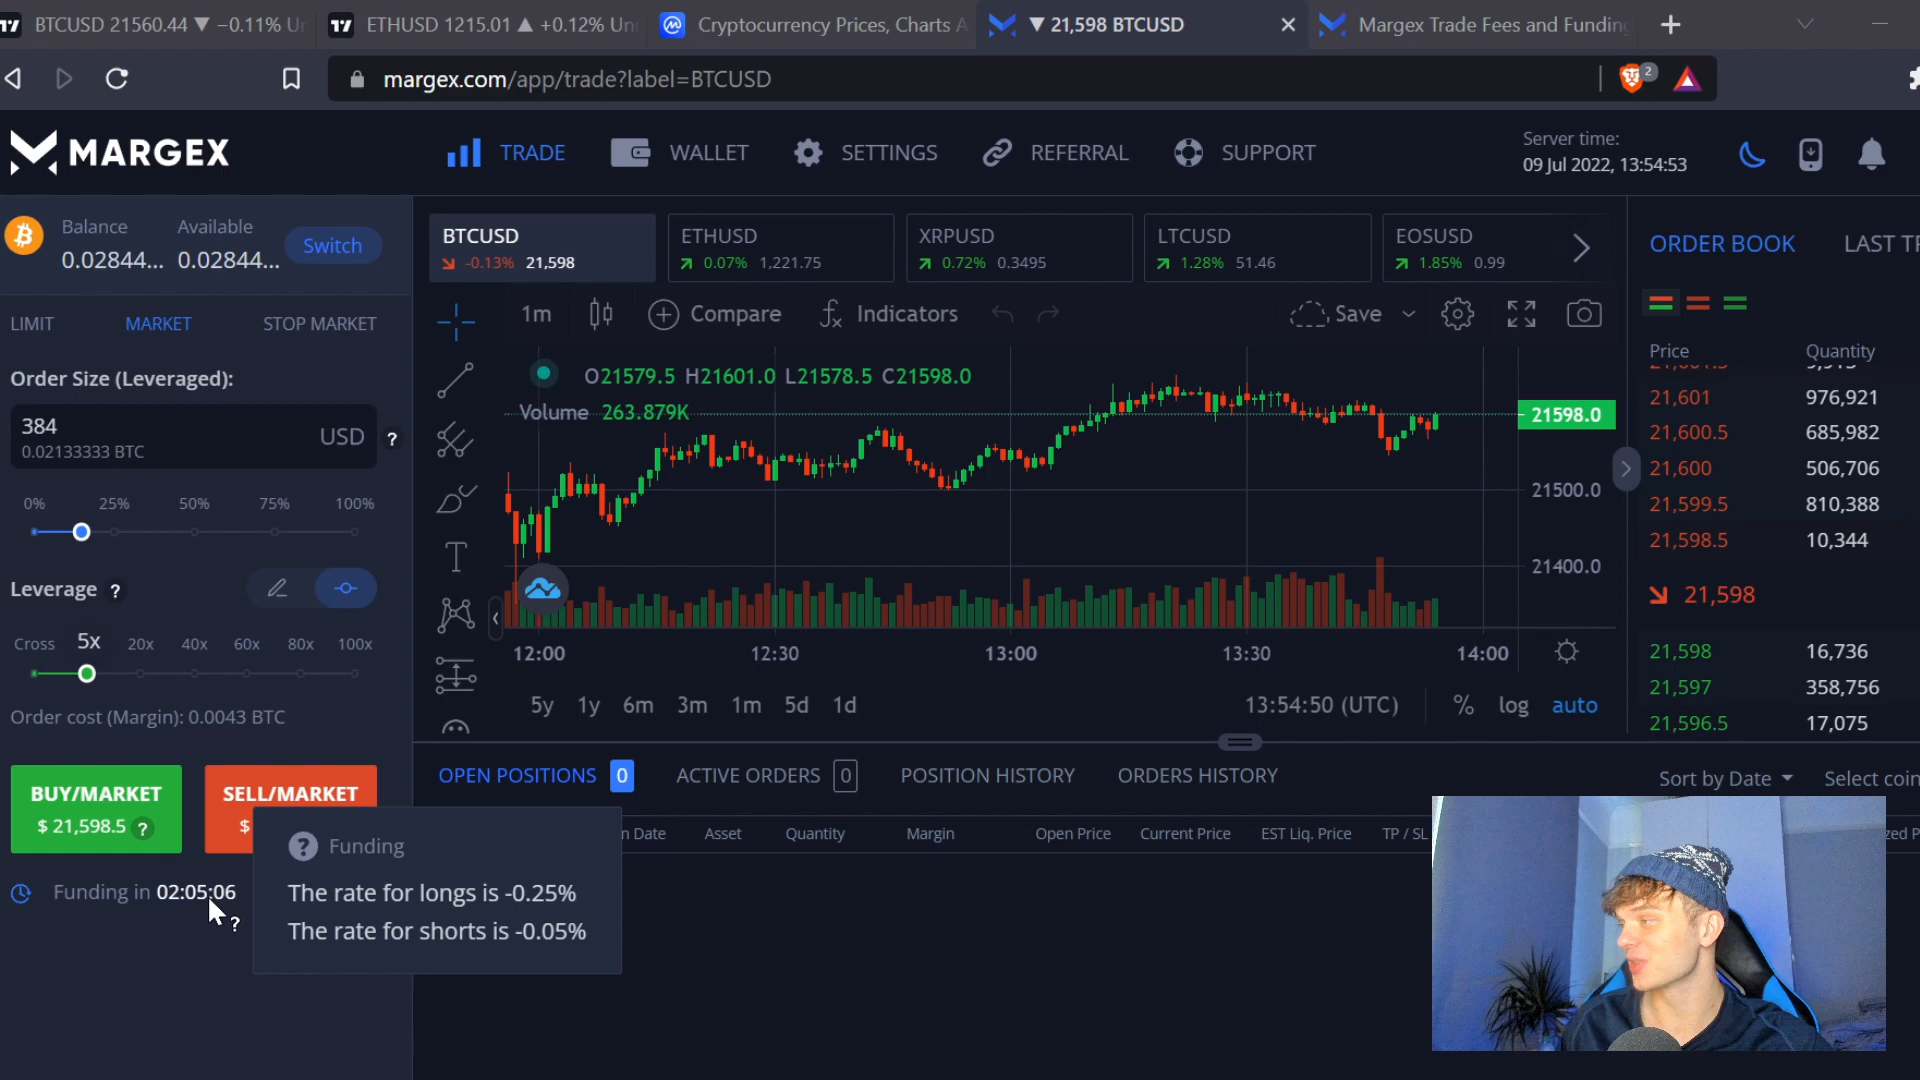 BTCUSD 21560.44 ▼ −0.11%
ETHUSD 1215.01 ▲ +0.12%
Cryptocurrency Prices, Charts
▼ 21,598 BTCUSD
Margex Trade Fees and Funding
margex.com/app/trade?label=BTCUSD
2
MARGEX
TRADE
WALLET
SETTINGS
REFERRAL
SUPPORT
Server time:
09 Jul 2022, 13:54:53
Balance
0.02844...
Available
0.02844...
Switch
LIMIT
MARKET
STOP MARKET
Order Size (Leveraged):
384
0.02133333 BTC
USD
?
0% 25% 50% 75% 100%
Leverage ?
Cross 5x 20x 40x 60x 80x 100x
Order cost (Margin): 0.0043 BTC
BUY/MARKET
$ 21,598.5 ?
SELL/MARKET
$
Funding in 02:05:06
?
? Funding
The rate for longs is -0.25%
The rate for shorts is -0.05%
BTCUSD
-0.13% 21,598
ETHUSD
0.07% 1,221.75
XRPUSD
0.72% 0.3495
LTCUSD
1.28% 51.46
EOSUSD
1.85% 0.99
1m
Compare
Indicators
Save
O21579.5 H21601.0 L21578.5 C21598.0
Volume 263.879K
21598.0
21500.0
21400.0
12:00 12:30 13:00 13:30 14:00
5y 1y 6m 3m 1m 5d 1d
13:54:50 (UTC)
% log auto
OPEN POSITIONS 0
ACTIVE ORDERS 0
POSITION HISTORY
ORDERS HISTORY
Sort by Date
Select coin
Date
Asset
Quantity
Margin
Open Price
Current Price
EST Liq. Price
TP / SL
ORDER BOOK
LAST
Price Quantity
21,601 976,921
21,600.5 685,982
21,600 506,706
21,599.5 810,388
21,598.5 10,344
21,598
21,598 16,736
21,597 358,756
21,596.5 17,075